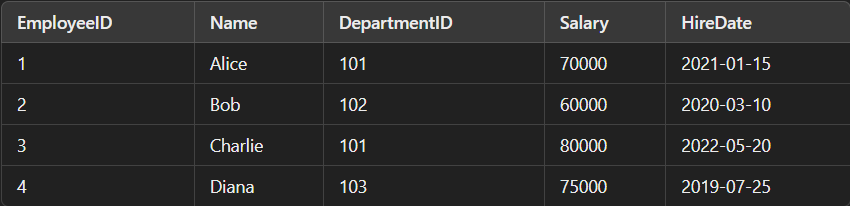 EmployeeID Name DepartmentID Salary HireDate
1 Alice 101 70000 2021-01-15
2 Bob 102 60000 2020-03-10
3 Charlie 101 80000 2022-05-20
4 Diana 103 75000 2019-07-25